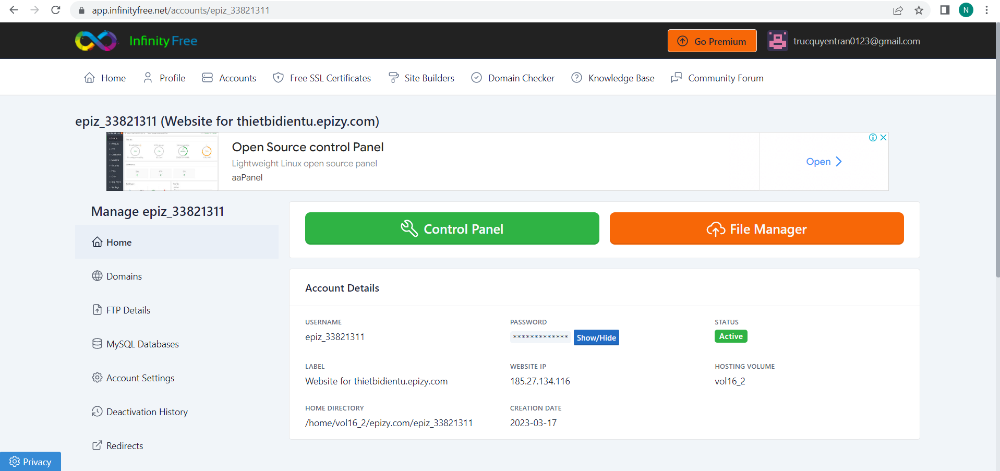 app.infinityfree.net/accounts/epiz_33821311
N
Infinity Free
Go Premium
trucquyentran0123@gmail.com
Home
Profile
Accounts
Free SSL Certificates
Site Builders
Domain Checker
Knowledge Base
Community Forum
epiz_33821311 (Website for thietbidientu.epizy.com)
Open Source control Panel
Lightweight Linux open source panel
aaPanel
Open
Manage epiz_33821311
Control Panel
File Manager
Home
Domains
FTP Details
MySQL Databases
Account Settings
Deactivation History
Redirects
Account Details
USERNAME
epiz_33821311
PASSWORD
************* Show/Hide
STATUS
Active
LABEL
Website for thietbidientu.epizy.com
WEBSITE IP
185.27.134.116
HOSTING VOLUME
vol16_2
HOME DIRECTORY
/home/vol16_2/epizy.com/epiz_33821311
CREATION DATE
2023-03-17
Privacy